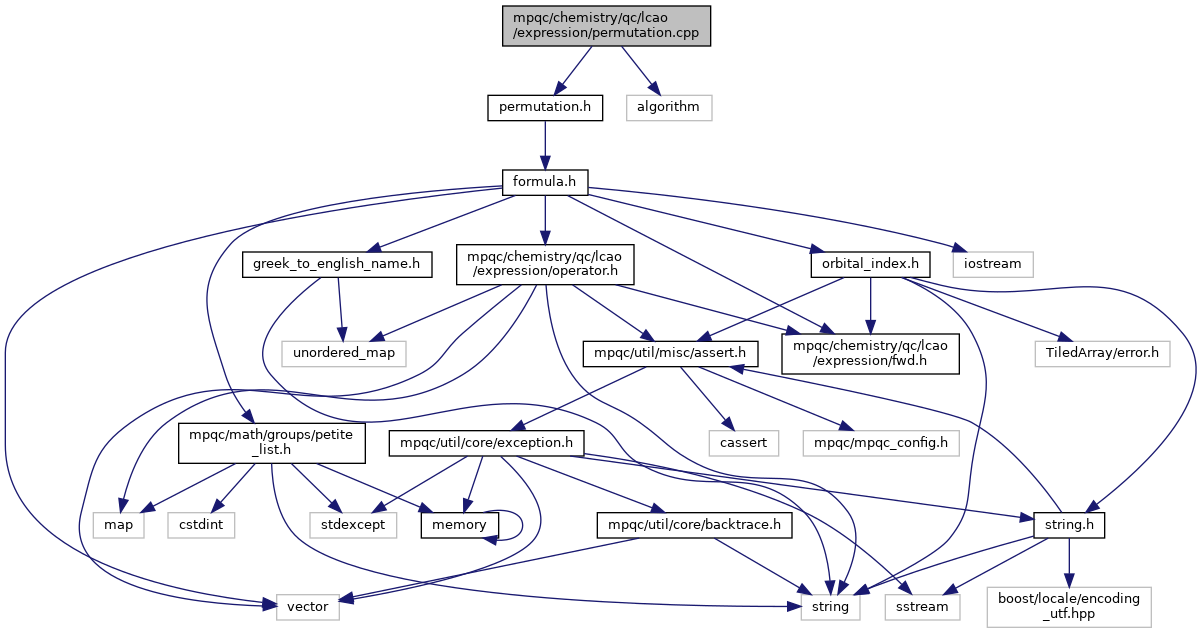 mpqc/chemistry/qc/lcao
/expression/permutation.cpp
permutation.h
algorithm
formula.h
greek_to_english_name.h
mpqc/chemistry/qc/lcao
/expression/operator.h
orbital_index.h
iostream
unordered_map
mpqc/util/misc/assert.h
mpqc/chemistry/qc/lcao
/expression/fwd.h
TiledArray/error.h
mpqc/math/groups/petite
_list.h
mpqc/util/core/exception.h
cassert
mpqc/mpqc_config.h
map
cstdint
stdexcept
memory
mpqc/util/core/backtrace.h
string.h
vector
string
sstream
boost/locale/encoding
_utf.hpp